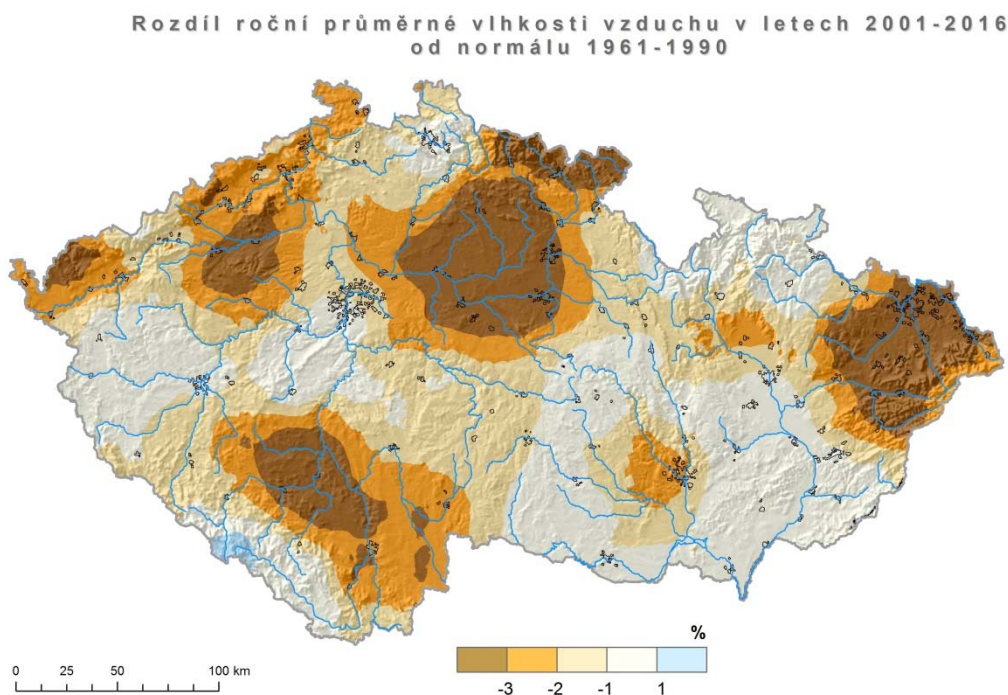 Rozdíl roční průměrné vlhkosti vzduchu v letech 2001-2016
od normálu 1961-1990
%
-3 -2 -1 1
0 25 50 100 km